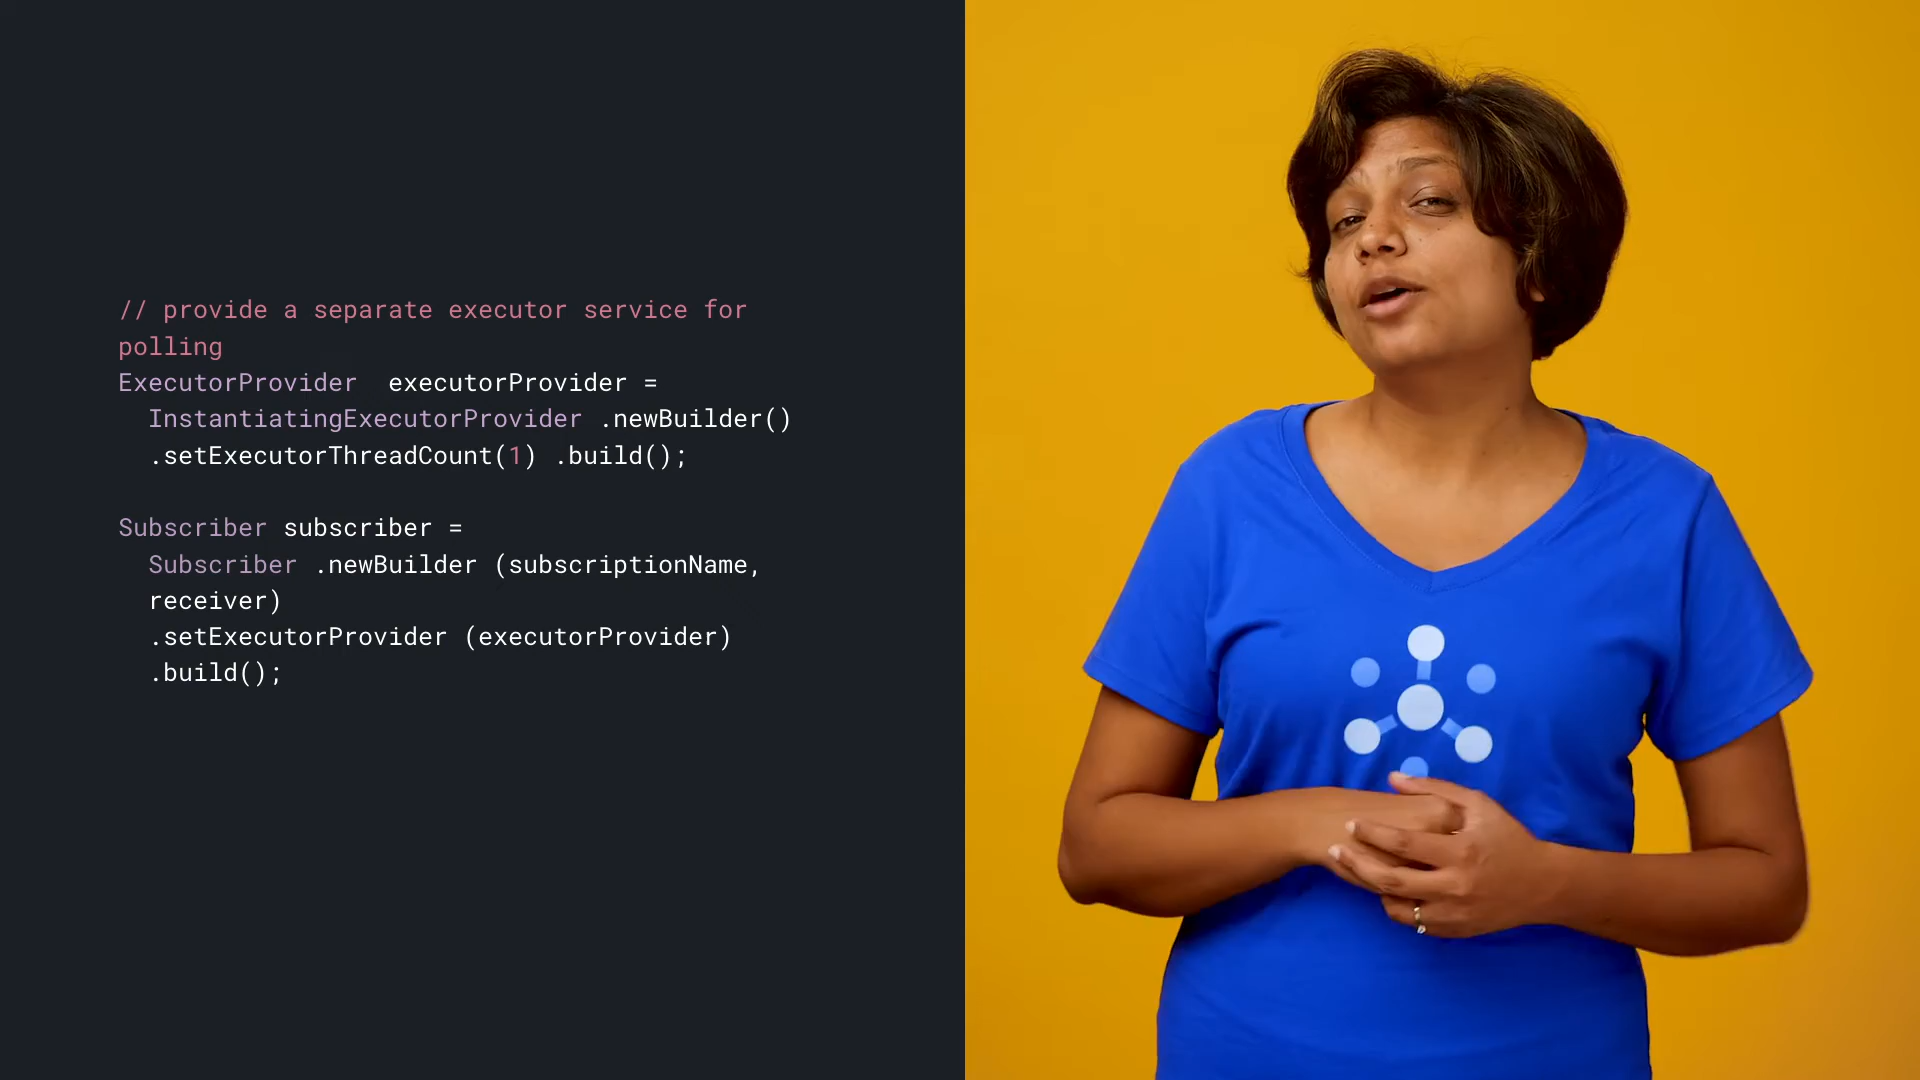 // provide a separate executor service for
polling
ExecutorProvider  executorProvider =
  InstantiatingExecutorProvider .newBuilder()
  .setExecutorThreadCount(1) .build();

Subscriber subscriber =
  Subscriber .newBuilder (subscriptionName,
  receiver)
  .setExecutorProvider (executorProvider)
  .build();